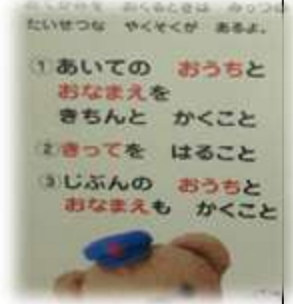 たいせつな やくそくが あるよ。
①あいての おうちと
おなまえを
きちんと かくこと
②きってを はること
③じぶんの おうちと
おなまえも かくこと